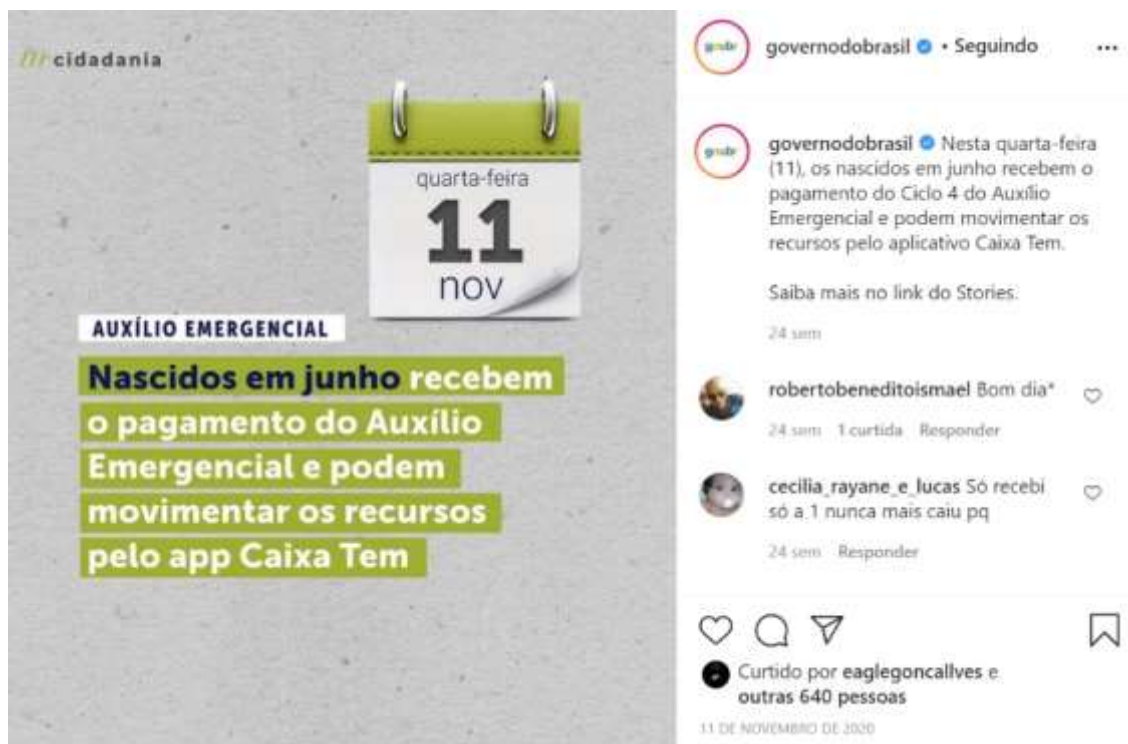 cidadania
quarta-feira
11
nov
AUXÍLIO EMERGENCIAL
Nascidos em junho recebem
o pagamento do Auxílio
Emergencial e podem
movimentar os recursos
pelo app Caixa Tem
governodobrasil • Seguindo
governodobrasil Nesta quarta-feira
(11), os nascidos em junho recebem o
pagamento do Ciclo 4 do Auxílio
Emergencial e podem movimentar os
recursos pelo aplicativo Caixa Tem.
Saiba mais no link do Stories.
24 sem
robertobeneditoismael Bom dia*
24 sem 1 curtida Responder
cecilia_rayane_e_lucas Só recebi
só a 1 nunca mais caiu pq
24 sem Responder
Curtido por eaglegoncallves e
outras 640 pessoas
11 DE NOVEMBRO DE 2020